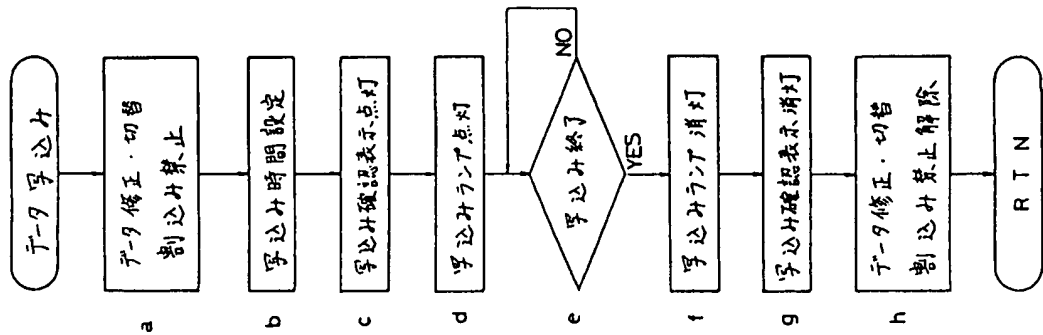 データ写込み
a
データ修正・切替
割込み禁止
b
写込み時間設定
c
写込み確認表示点灯
d
写込みランプ点灯
e
写込み終了
NO
YES
f
写込みランプ消灯
g
写込み確認表示消灯
h
データ修正・切替
割込み禁止解除
RTN